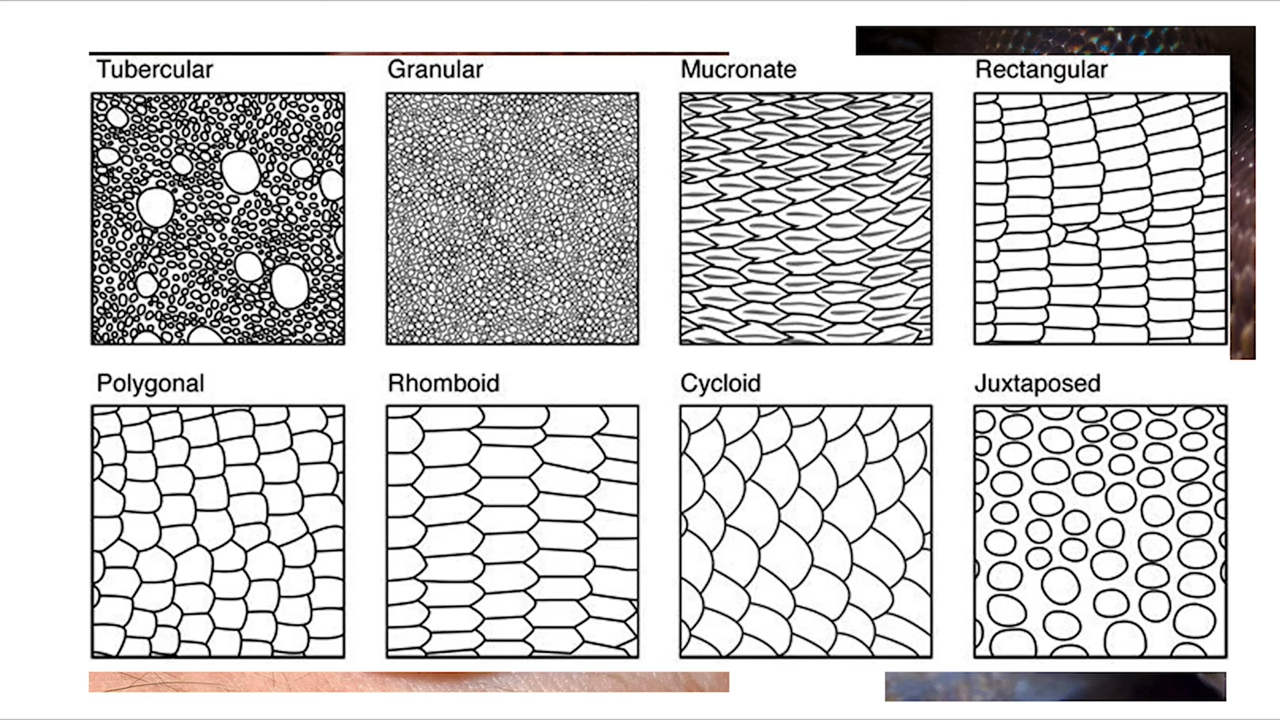 Tubercular
Granular
Mucronate
Rectangular
Polygonal
Rhomboid
Cycloid
Juxtaposed